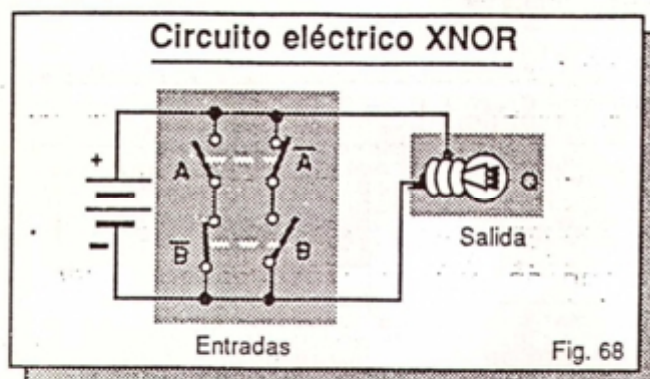 Circuito eléctrico XNOR
+
A
A̅
B̅
B
-
Q
Salida
Entradas
Fig. 68